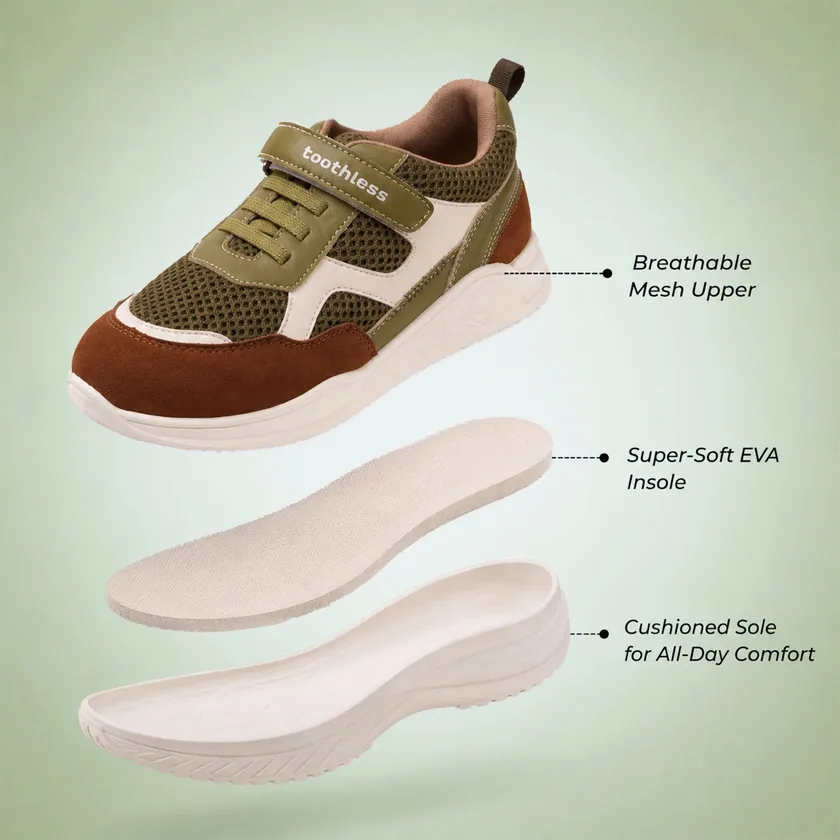 toothless
Breathable
Mesh Upper
Super-Soft EVA
Insole
Cushioned Sole
for All-Day Comfort